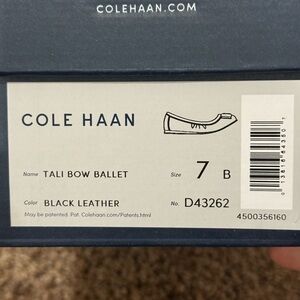 COLEHAAN.COM
COLE HAAN
Name TALI BOW BALLET Size 7 B
Color BLACK LEATHER No. D43262
May be patented. Pat. Colehaan.com/Patents.html
4500356160